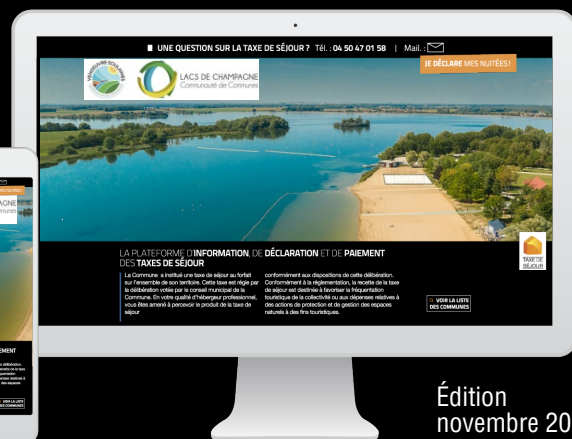 UNE QUESTION SUR LA TAXE DE SÉJOUR ? Tél. : 04 50 47 01 58 | Mail. :
JE DÉCLARE MES NUITÉES !
VENDEUVRE-SOULAINES
LACS DE CHAMPAGNE
Communauté de Communes
LA PLATEFORME D'INFORMATION, DE DÉCLARATION ET DE PAIEMENT
DES TAXES DE SÉJOUR
La Commune a institué une taxe de séjour au forfait
sur l'ensemble de son territoire. Cette taxe est régie par
la délibération votée par le conseil municipal de la
Commune. En votre qualité d'hébergeur professionnel,
vous êtes amené à percevoir le produit de la taxe de
séjour
conformément aux dispositions de cette délibération.
Conformément à la réglementation, la recette de la taxe
de séjour est destinée à favoriser la fréquentation
touristique de la collectivité ou aux dépenses relatives à
des actions de protection et de gestion des espaces
naturels à des fins touristiques.
TAXE DE
SÉJOUR
VOIR LA LISTE
DES COMMUNES
Édition
novembre 20